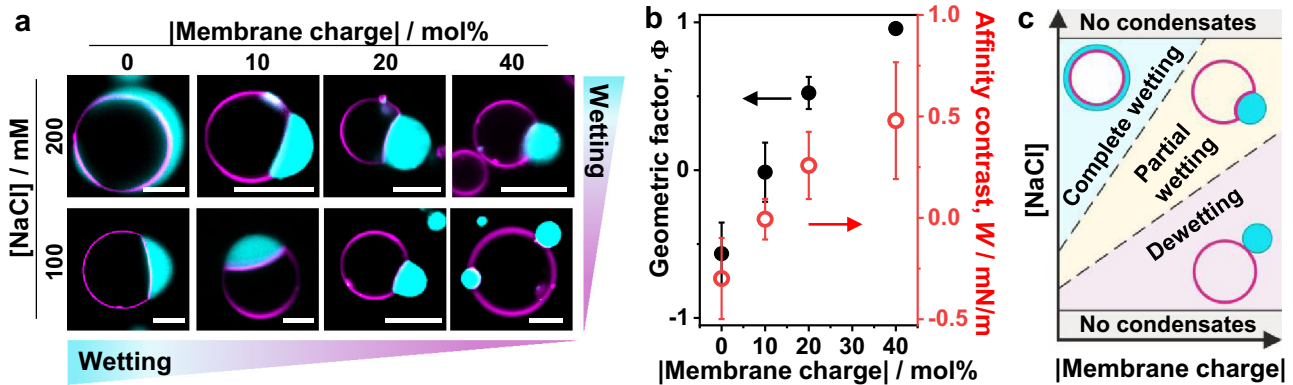 a
|Membrane charge| / mol%
0 10 20 40
[NaCl] / mM
200
100
Wetting
Wetting
b
Geometric factor, Φ
1
0
-1
Affinity contrast, W / mN/m
1.0
0.5
0.0
-0.5
0 10 20 30 40
|Membrane charge| / mol%
c
No condensates
Complete wetting
Partial
wetting
Dewetting
No condensates
[NaCl]
|Membrane charge|